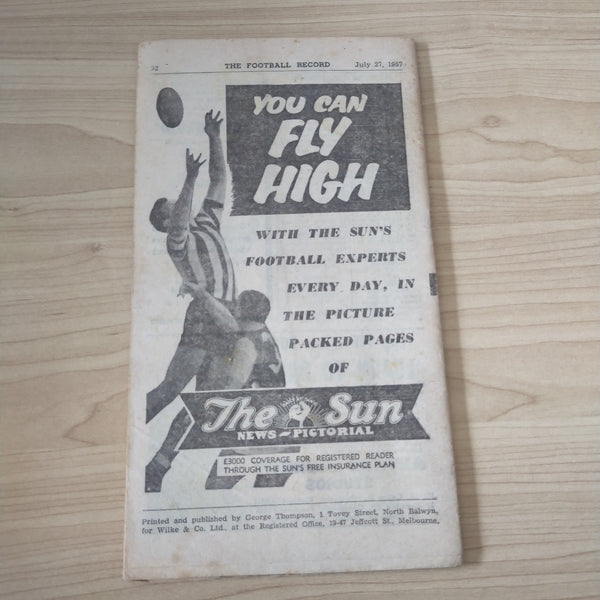 32 THE FOOTBALL RECORD July 27, 1957
YOU CAN
FLY
HIGH
WITH THE SUN'S
FOOTBALL EXPERTS
EVERY DAY, IN
THE PICTURE
PACKED PAGES
OF
The Sun
NEWS-PICTORIAL
£3000 COVERAGE FOR REGISTERED READER
THROUGH THE SUN'S FREE INSURANCE PLAN
Printed and published by George Thompson, 1 Tovey Street, North Balwyn,
for Wilke & Co. Ltd., at the Registered Office, 19-47 Jeffcott St., Melbourne,